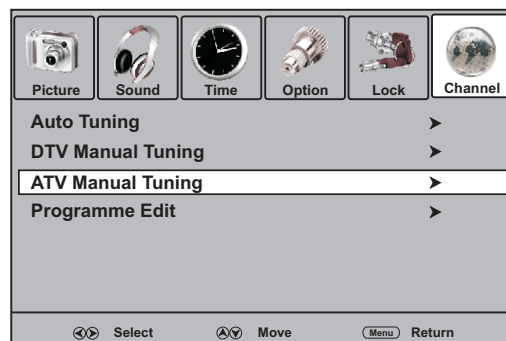 Picture Sound Time Option Lock Channel
Auto Tuning
DTV Manual Tuning
ATV Manual Tuning
Programme Edit
Select Move Menu Return